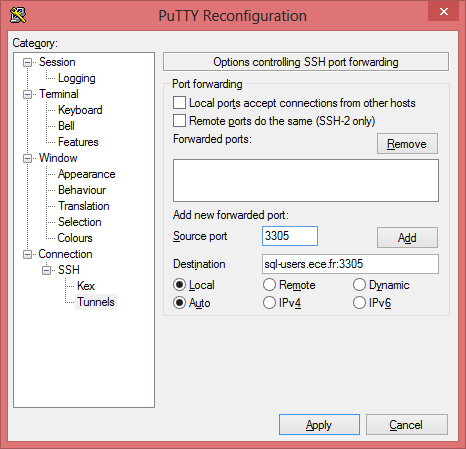 PuTTY Reconfiguration
Category:
Session
Logging
Terminal
Keyboard
Bell
Features
Window
Appearance
Behaviour
Translation
Selection
Colours
Connection
SSH
Kex
Tunnels
Options controlling SSH port forwarding
Port forwarding
Local ports accept connections from other hosts
Remote ports do the same (SSH-2 only)
Forwarded ports:
Remove
Add new forwarded port:
Source port 3305 Add
Destination sql-users.ece.fr:3305
Local Remote Dynamic
Auto IPv4 IPv6
Apply Cancel